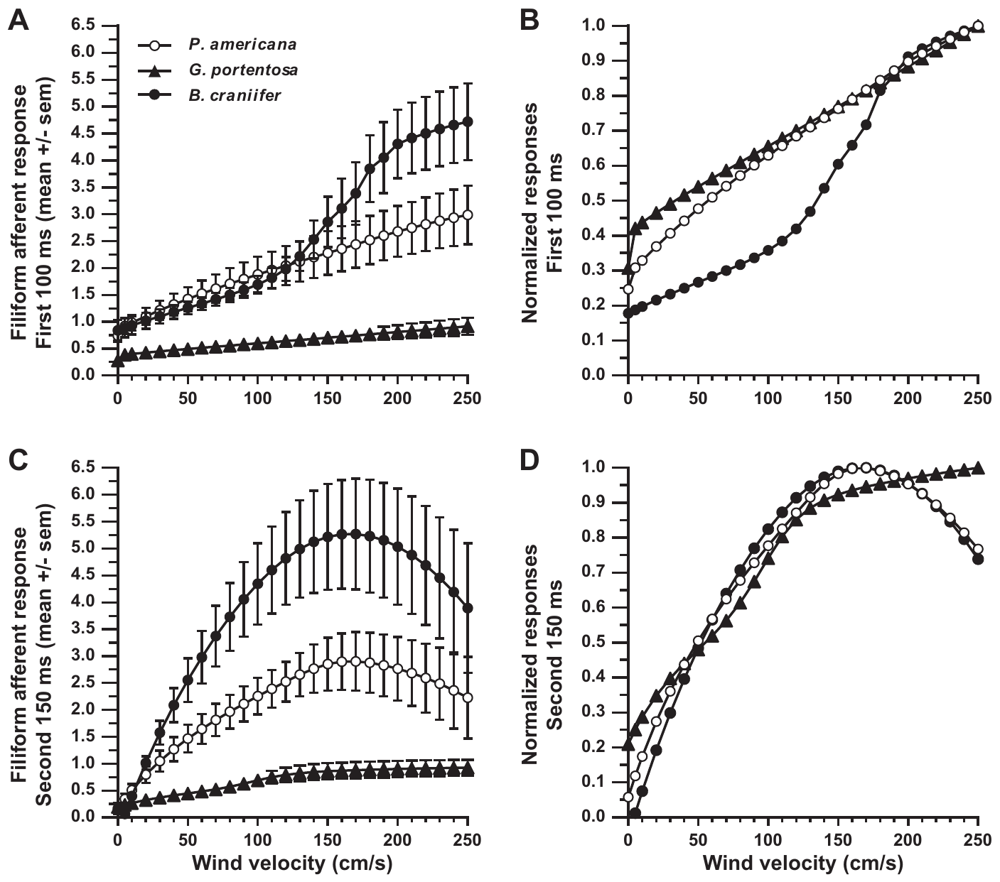 A
Filiform afferent response
First 100 ms (mean +/- sem)
6.5
6.0
5.5
5.0
4.5
4.0
3.5
3.0
2.5
2.0
1.5
1.0
0.5
0.0
P. americana
G. portentosa
B. craniifer
0 50 100 150 200 250
B
Normalized responses
First 100 ms
1.0
0.9
0.8
0.7
0.6
0.5
0.4
0.3
0.2
0.1
0.0
0 50 100 150 200 250
C
Filiform afferent response
Second 150 ms (mean +/- sem)
6.5
6.0
5.5
5.0
4.5
4.0
3.5
3.0
2.5
2.0
1.5
1.0
0.5
0.0
0 50 100 150 200 250
Wind velocity (cm/s)
D
Normalized responses
Second 150 ms
1.0
0.9
0.8
0.7
0.6
0.5
0.4
0.3
0.2
0.1
0.0
0 50 100 150 200 250
Wind velocity (cm/s)